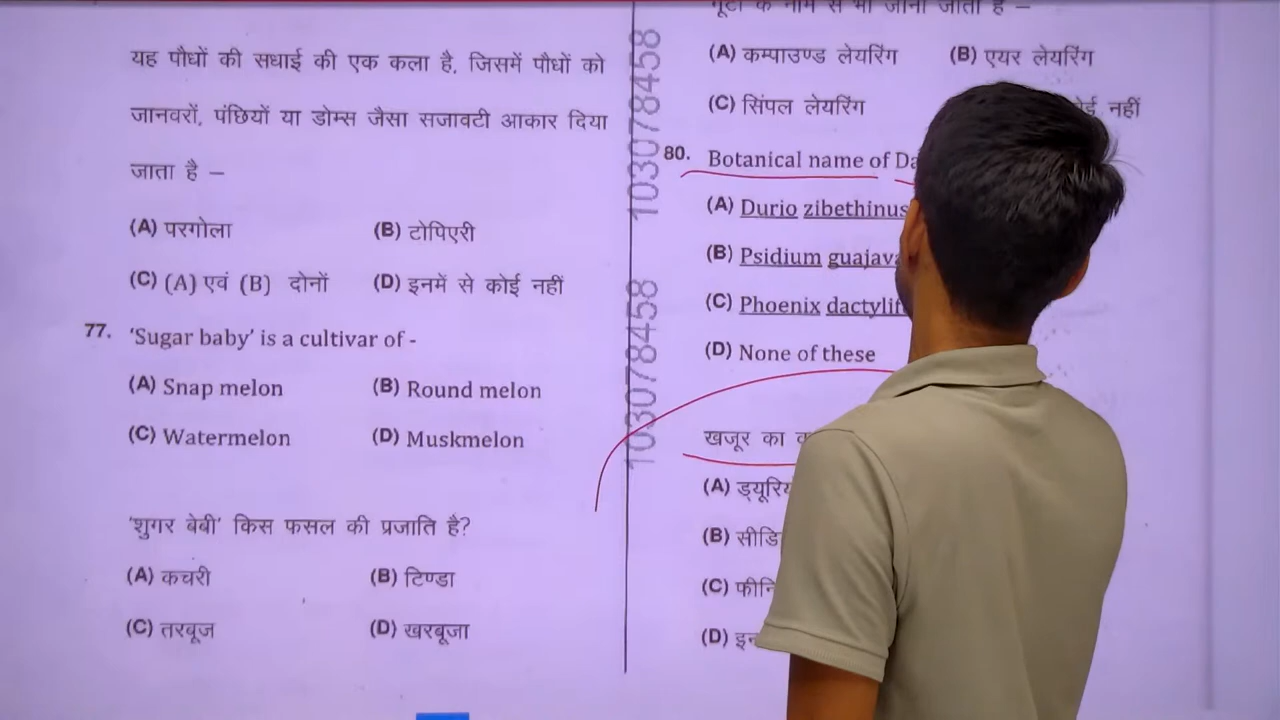 यह पौधों की सधाई की एक कला है, जिसमें पौधों को
जानवरों, पंछियों या डोम्स जैसा सजावटी आकार दिया
जाता है –
(A) परगोला (B) टोपिएरी
(C) (A) एवं (B) दोनों (D) इनमें से कोई नहीं
77. 'Sugar baby' is a cultivar of -
(A) Snap melon (B) Round melon
(C) Watermelon (D) Muskmelon
'शुगर बेबी' किस फसल की प्रजाति है?
(A) कचरी (B) टिण्डा
(C) तरबूज (D) खरबूजा
103078458
103078458
के नाम से भी जाना जाता है –
(A) कम्पाउण्ड लेयरिंग (B) एयर लेयरिंग
(C) सिंपल लेयरिंग नहीं
80. Botanical name of
(A) Durio zibethinus
(B) Psidium
(C) Phoenix
(D) None of these
खजूर का
(A)
(B)
(C)
(D)